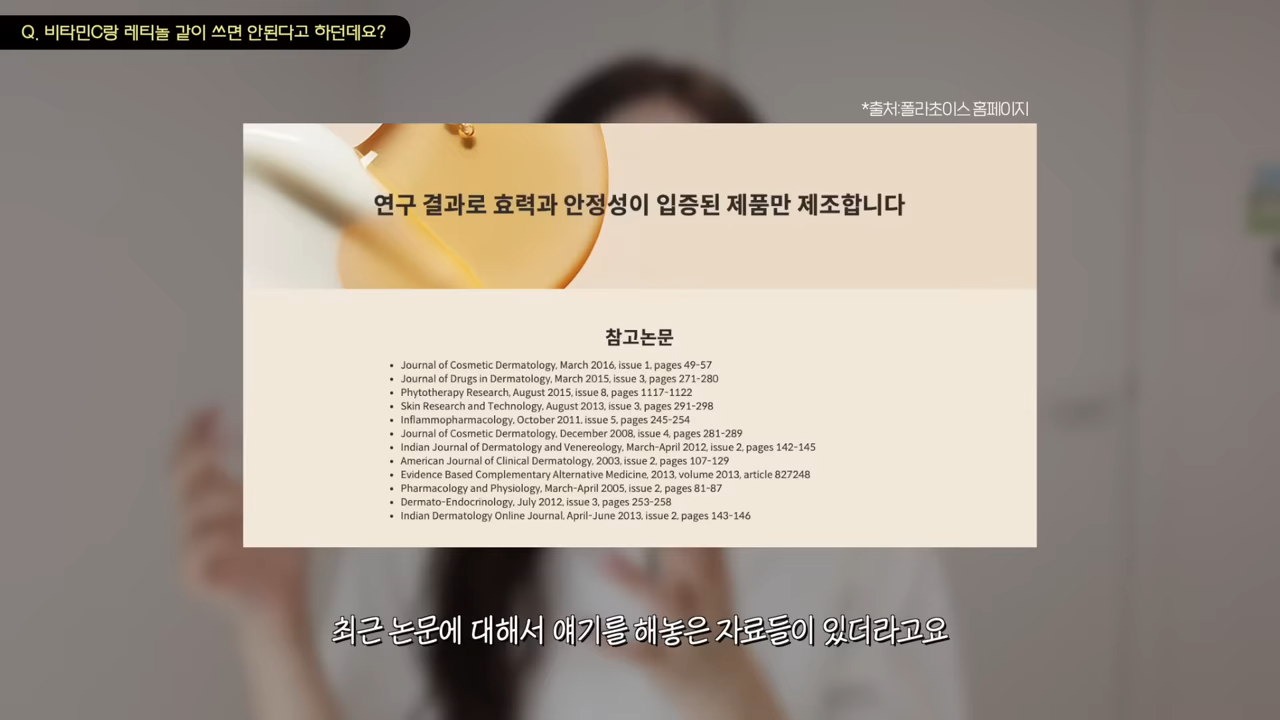 Q. 비타민C랑 레티놀 같이 쓰면 안된다고 하던데요?
*출처:폴라초이스 홈페이지
연구 결과로 효력과 안정성이 입증된 제품만 제조합니다
참고논문
• Journal of Cosmetic Dermatology, March 2016, issue 1, pages 49-57
• Journal of Drugs in Dermatology, March 2015, issue 3, pages 271-280
• Phytotherapy Research, August 2015, issue 8, pages 1117-1122
• Skin Research and Technology, August 2013, issue 3, pages 291-298
• Inflammopharmacology, October 2011, issue 5, pages 245-254
• Journal of Cosmetic Dermatology, December 2008, issue 4, pages 281-289
• Indian Journal of Dermatology and Venereology, March-April 2012, issue 2, pages 142-145
• American Journal of Clinical Dermatology, 2003, issue 2, pages 107-129
• Evidence Based Complementary Alternative Medicine, 2013, volume 2013, article 827248
• Pharmacology and Physiology, March-April 2005, issue 2, pages 81-87
• Dermato-Endocrinology, July 2012, issue 3, pages 253-258
• Indian Dermatology Online Journal, April-June 2013, issue 2, pages 143-146
최근 논문에 대해서 얘기를 해놓은 자료들이 있더라고요